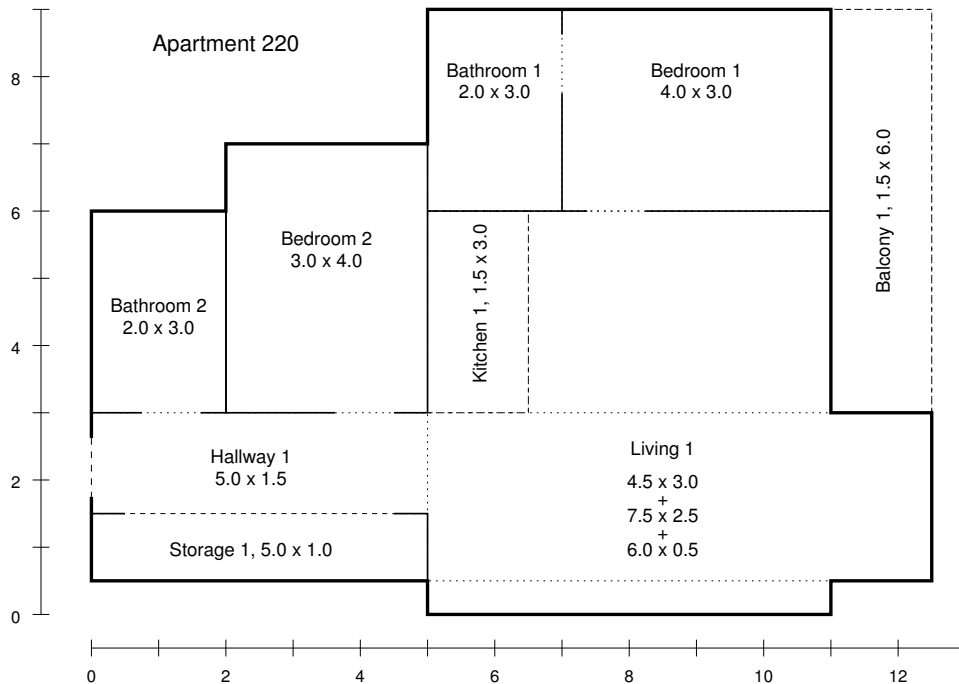 Apartment 220
Bathroom 1
2.0 x 3.0
Bedroom 1
4.0 x 3.0
Balcony 1, 1.5 x 6.0
Bedroom 2
3.0 x 4.0
Kitchen 1, 1.5 x 3.0
Bathroom 2
2.0 x 3.0
Hallway 1
5.0 x 1.5
Living 1
4.5 x 3.0
+
7.5 x 2.5
+
6.0 x 0.5
Storage 1, 5.0 x 1.0
8
6
4
2
0
0 2 4 6 8 10 12